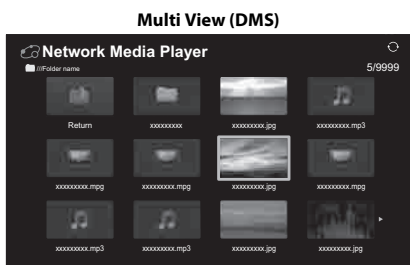 Multi View (DMS)
Network Media Player
///Folder name
5/9999
Return xxxxxxxxx xxxxxxxxx.jpg xxxxxxxxx.mp3
xxxxxxxxx.mpg xxxxxxxxx.mpg xxxxxxxxx.jpg xxxxxxxxx.mpg
xxxxxxxxx.mp3 xxxxxxxxx.mp3 xxxxxxxxx.jpg xxxxxxxxx.jpg